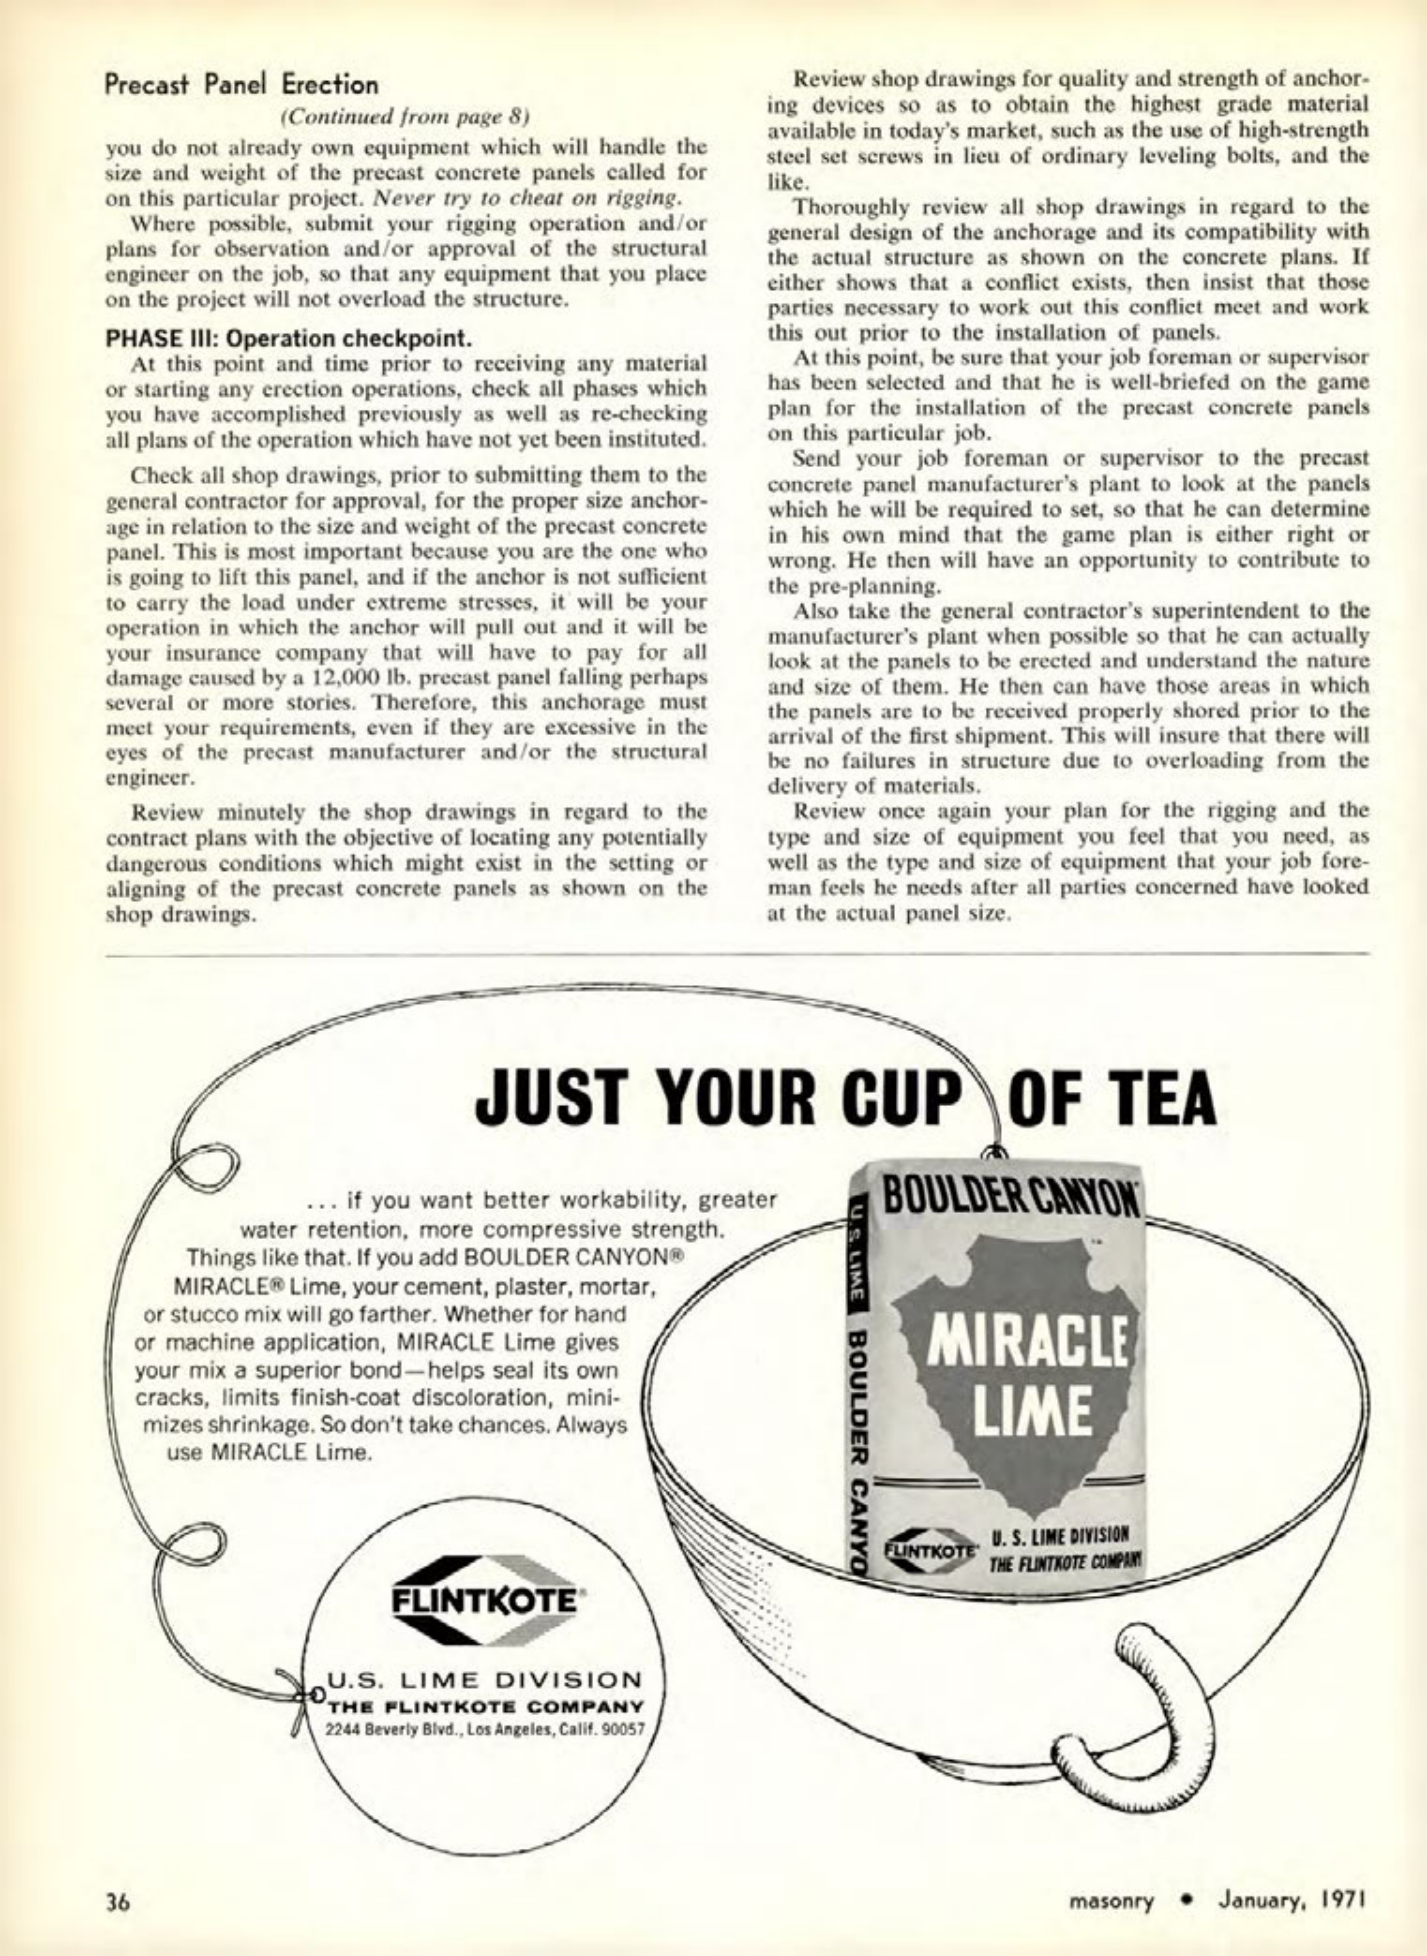 Precast Panel Erection
(Continued from page 8)
you do not already own equipment which will handle the
size and weight of the precast concrete panels called for
on this particular project. Never try to cheat on rigging.
Where possible, submit your rigging operation and/or
plans for observation and/or approval of the structural
engineer on the job, so that any equipment that you place
on the project will not overload the structure.
PHASE III: Operation checkpoint.
At this point and time prior to receiving any material
or starting any erection operations, check all phases which
you have accomplished previously as well as re-checking
all plans of the operation which have not yet been instituted.
Check all shop drawings, prior to submitting them to the
general contractor for approval, for the proper size anchor-
age in relation to the size and weight of the precast concrete
panel. This is most important because you are the one who
is going to lift this panel, and if the anchor is not sufficient
to carry the load under extreme stresses, it will be your
operation in which the anchor will pull out and it will be
your insurance company that will have to pay for all
damage caused by a 12,000 lb. precast panel falling perhaps
several or more stories. Therefore, this anchorage must
meet your requirements, even if they are excessive in the
eyes of the precast manufacturer and/or the structural
engineer.
Review minutely the shop drawings in regard to the
contract plans with the objective of locating any potentially
dangerous conditions which might exist in the setting or
aligning of the precast concrete panels as shown on the
shop drawings.
Review shop drawings for quality and strength of anchor-
ing devices so as to obtain the highest grade material
available in today's market, such as the use of high-strength
steel set screws in lieu of ordinary leveling bolts, and the
like.
Thoroughly review all shop drawings in regard to the
general design of the anchorage and its compatibility with
the actual structure as shown on the concrete plans. If
either shows that a conflict exists, then insist that those
parties necessary to work out this conflict meet and work
this out prior to the installation of panels.
At this point, be sure that your job foreman or supervisor
has been selected and that he is well-briefed on the game
plan for the installation of the precast concrete panels
on this particular job.
Send your job foreman or supervisor to the precast
concrete panel manufacturer's plant to look at the panels
which he will be required to set, so that he can determine
in his own mind that the game plan is either right or
wrong. He then will have an opportunity to contribute to
the pre-planning.
Also take the general contractor's superintendent to the
manufacturer's plant when possible so that he can actually
look at the panels to be erected and understand the nature
and size of them. He then can have those areas in which
the panels are to be received properly shored prior to the
arrival of the first shipment. This will insure that there will
be no failures in structure due to overloading from the
delivery of materials.
Review once again your plan for the rigging and the
type and size of equipment you feel that you need, as
well as the type and size of equipment that your job fore-
man feels he needs after all parties concerned have looked
at the actual panel size.
JUST YOUR CUP OF TEA
... if you want better workability, greater
water retention, more compressive strength.
Things like that. If you add BOULDER CANYON®
MIRACLE® Lime, your cement, plaster, mortar,
or stucco mix will go farther. Whether for hand
or machine application, MIRACLE Lime gives
your mix a superior bond—helps seal its own
cracks, limits finish-coat discoloration, mini-
mizes shrinkage. So don't take chances. Always
use MIRACLE Lime.
BOULDER CANYON
U.S. LIME BOULDER CANYO
MIRACLE
LIME
FLINTKOTE
U. S. LIME DIVISION
THE FLINTKOTE COMPANY
FLINTKOTE®
U.S. LIME DIVISION
THE FLINTKOTE COMPANY
2244 Beverly Blvd., Los Angeles, Calif. 90057
36
masonry • January, 1971